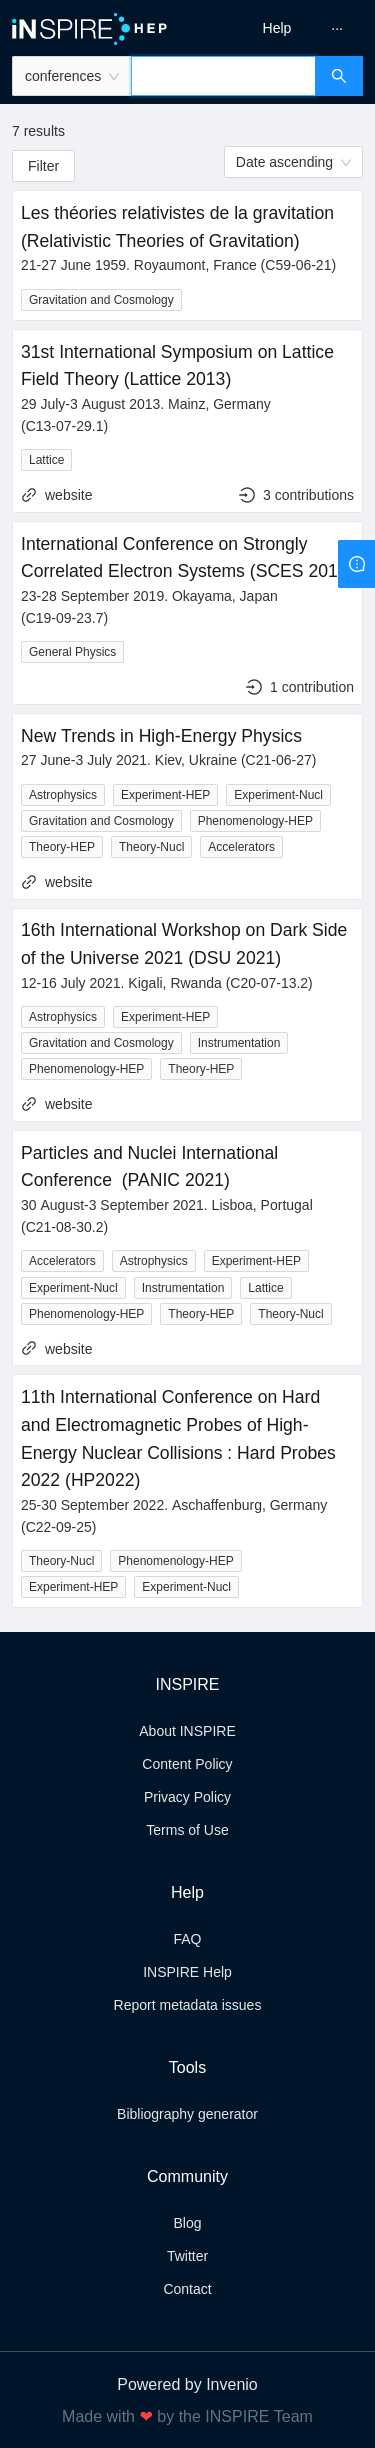 iNSPIRE HEP
Help
...
conferences
7 results
Filter
Date ascending
Les théories relativistes de la gravitation
(Relativistic Theories of Gravitation)
21-27 June 1959. Royaumont, France (C59-06-21)
Gravitation and Cosmology
31st International Symposium on Lattice
Field Theory (Lattice 2013)
29 July-3 August 2013. Mainz, Germany
(C13-07-29.1)
Lattice
website 3 contributions
International Conference on Strongly
Correlated Electron Systems (SCES 201
23-28 September 2019. Okayama, Japan
(C19-09-23.7)
General Physics
1 contribution
New Trends in High-Energy Physics
27 June-3 July 2021. Kiev, Ukraine (C21-06-27)
Astrophysics Experiment-HEP Experiment-Nucl
Gravitation and Cosmology Phenomenology-HEP
Theory-HEP Theory-Nucl Accelerators
website
16th International Workshop on Dark Side
of the Universe 2021 (DSU 2021)
12-16 July 2021. Kigali, Rwanda (C20-07-13.2)
Astrophysics Experiment-HEP
Gravitation and Cosmology Instrumentation
Phenomenology-HEP Theory-HEP
website
Particles and Nuclei International
Conference (PANIC 2021)
30 August-3 September 2021. Lisboa, Portugal
(C21-08-30.2)
Accelerators Astrophysics Experiment-HEP
Experiment-Nucl Instrumentation Lattice
Phenomenology-HEP Theory-HEP Theory-Nucl
website
11th International Conference on Hard
and Electromagnetic Probes of High-
Energy Nuclear Collisions : Hard Probes
2022 (HP2022)
25-30 September 2022. Aschaffenburg, Germany
(C22-09-25)
Theory-Nucl Phenomenology-HEP
Experiment-HEP Experiment-Nucl
INSPIRE
About INSPIRE
Content Policy
Privacy Policy
Terms of Use
Help
FAQ
INSPIRE Help
Report metadata issues
Tools
Bibliography generator
Community
Blog
Twitter
Contact
Powered by Invenio
Made with ❤ by the INSPIRE Team